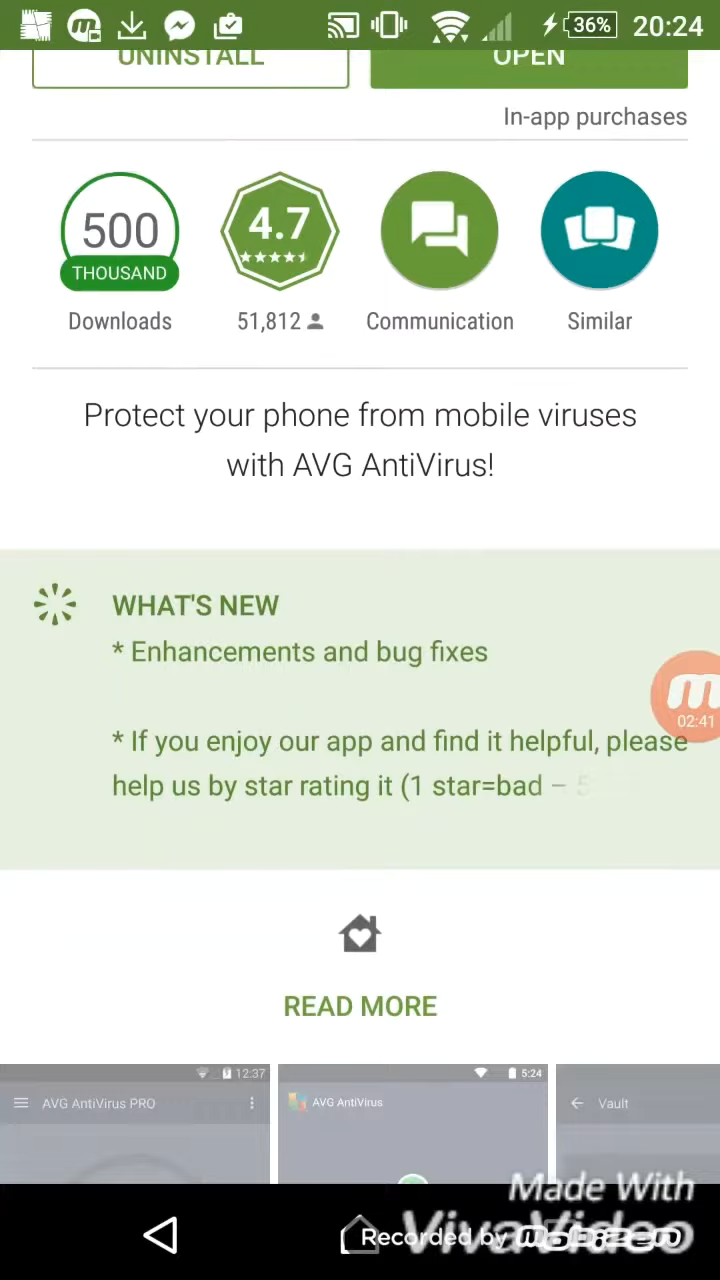 36% 20:24
UNINSTALL OPEN
In-app purchases
500 4.7
THOUSAND
Downloads 51,812 Communication Similar
Protect your phone from mobile viruses
with AVG AntiVirus!
WHAT'S NEW
* Enhancements and bug fixes
02:41
* If you enjoy our app and find it helpful, please
help us by star rating it (1 star=bad – 5
READ MORE
12:37 5:24
AVG AntiVirus PRO AVG AntiVirus Vault
Made With
VivaVideo
Recorded by